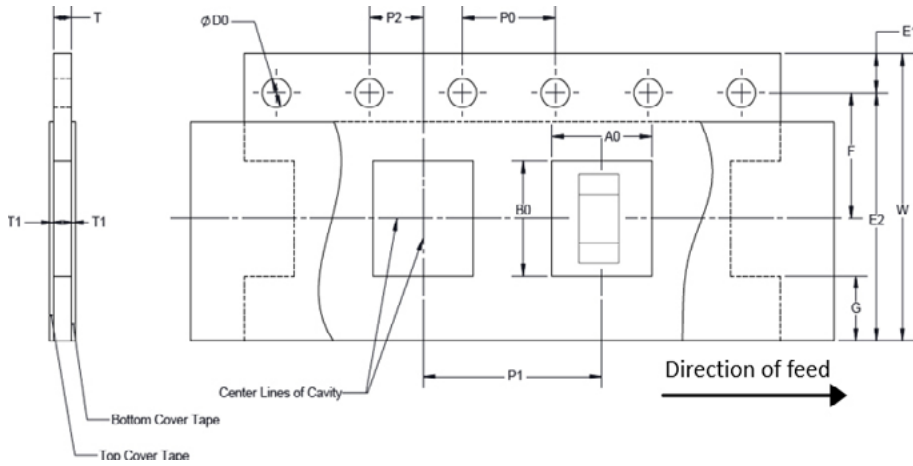 T
ϕD0
P2
P0
E1
A0
F
T1
T1
B0
E2
W
G
P1
Direction of feed
Center Lines of Cavity
Bottom Cover Tape
Top Cover Tape